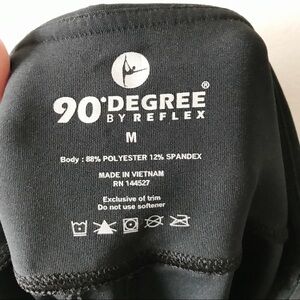 90°DEGREE®
BY REFLEX
M
Body : 88% POLYESTER 12% SPANDEX
MADE IN VIETNAM
RN 144527
Exclusive of trim
Do not use softener